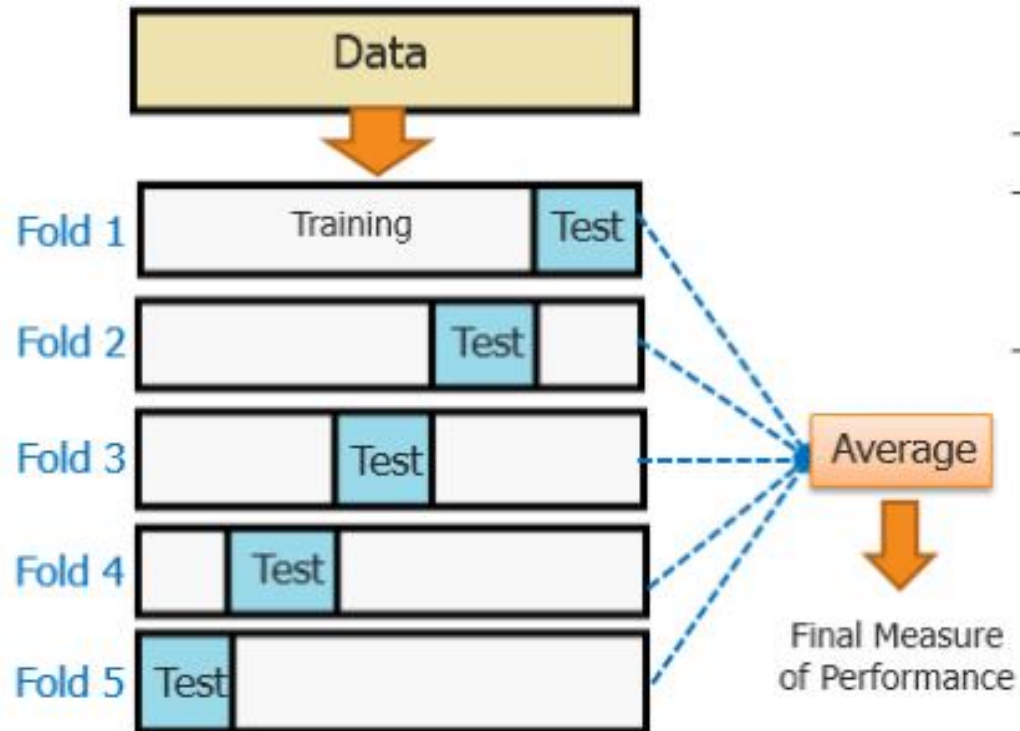 Data
Fold 1
Training
Test
Fold 2
Test
Fold 3
Test
Average
Fold 4
Test
Fold 5
Test
Final Measure
of Performance